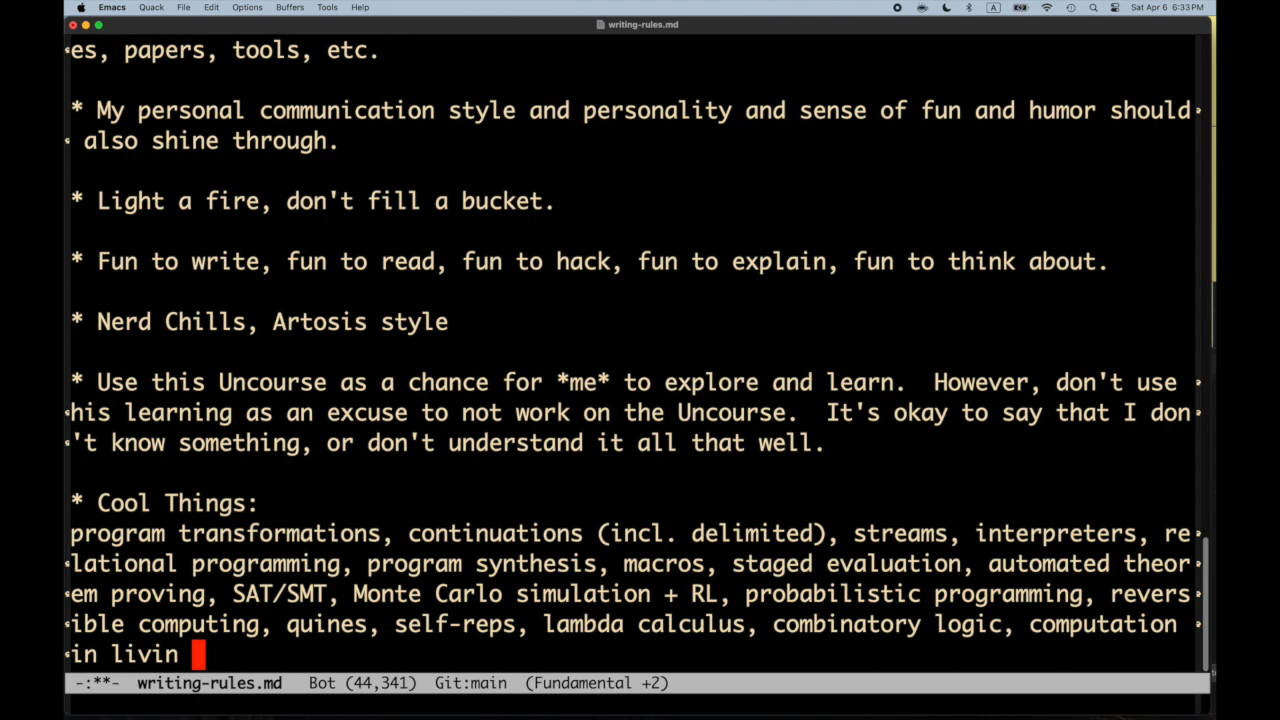 Emacs Quack File Edit Options Buffers Tools Help A Sat Apr 6 6:33 PM
writing-rules.md
es, papers, tools, etc.
* My personal communication style and personality and sense of fun and humor should
also shine through.
* Light a fire, don't fill a bucket.
* Fun to write, fun to read, fun to hack, fun to explain, fun to think about.
* Nerd Chills, Artosis style
* Use this Uncourse as a chance for *me* to explore and learn.  However, don't use
his learning as an excuse to not work on the Uncourse.  It's okay to say that I don
't know something, or don't understand it all that well.
* Cool Things:
program transformations, continuations (incl. delimited), streams, interpreters, re
lational programming, program synthesis, macros, staged evaluation, automated theor
em proving, SAT/SMT, Monte Carlo simulation + RL, probabilistic programming, revers
ible computing, quines, self-reps, lambda calculus, combinatory logic, computation
in livin
-:**-  writing-rules.md   Bot (44,341)  Git:main  (Fundamental +2)